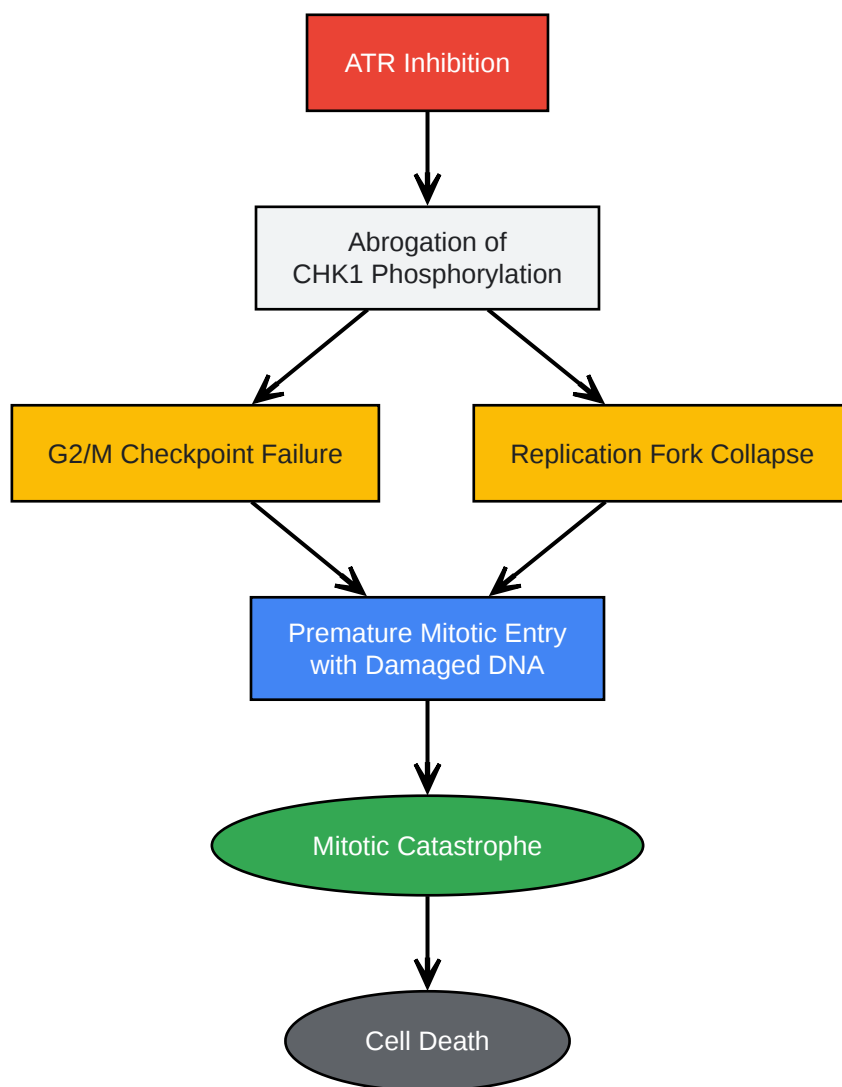 ATR Inhibition
Abrogation of
CHK1 Phosphorylation
G2/M Checkpoint Failure
Replication Fork Collapse
Premature Mitotic Entry
with Damaged DNA
Mitotic Catastrophe
Cell Death